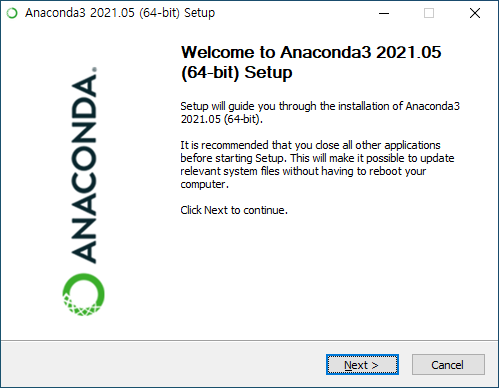 Anaconda3 2021.05 (64-bit) Setup
ANACONDA.
Welcome to Anaconda3 2021.05
(64-bit) Setup
Setup will guide you through the installation of Anaconda3
2021.05 (64-bit).
It is recommended that you close all other applications
before starting Setup. This will make it possible to update
relevant system files without having to reboot your
computer.
Click Next to continue.
Next >
Cancel